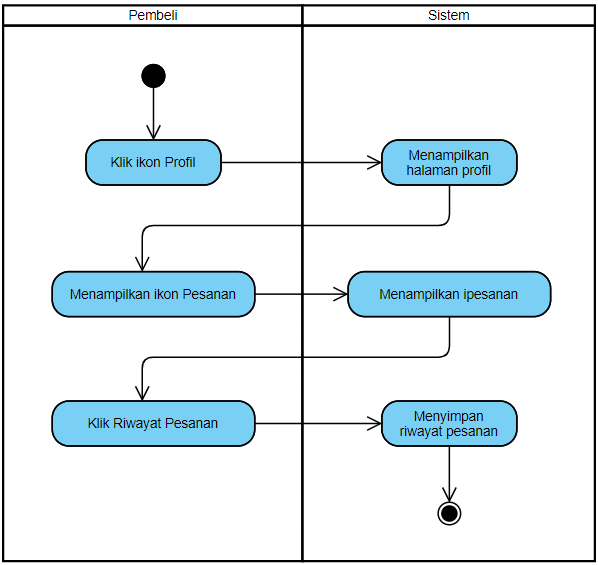 Pembeli
Sistem
Klik ikon Profil
Menampilkan
halaman profil
Menampilkan ikon Pesanan
Menampilkan ipesanan
Klik Riwayat Pesanan
Menyimpan
riwayat pesanan